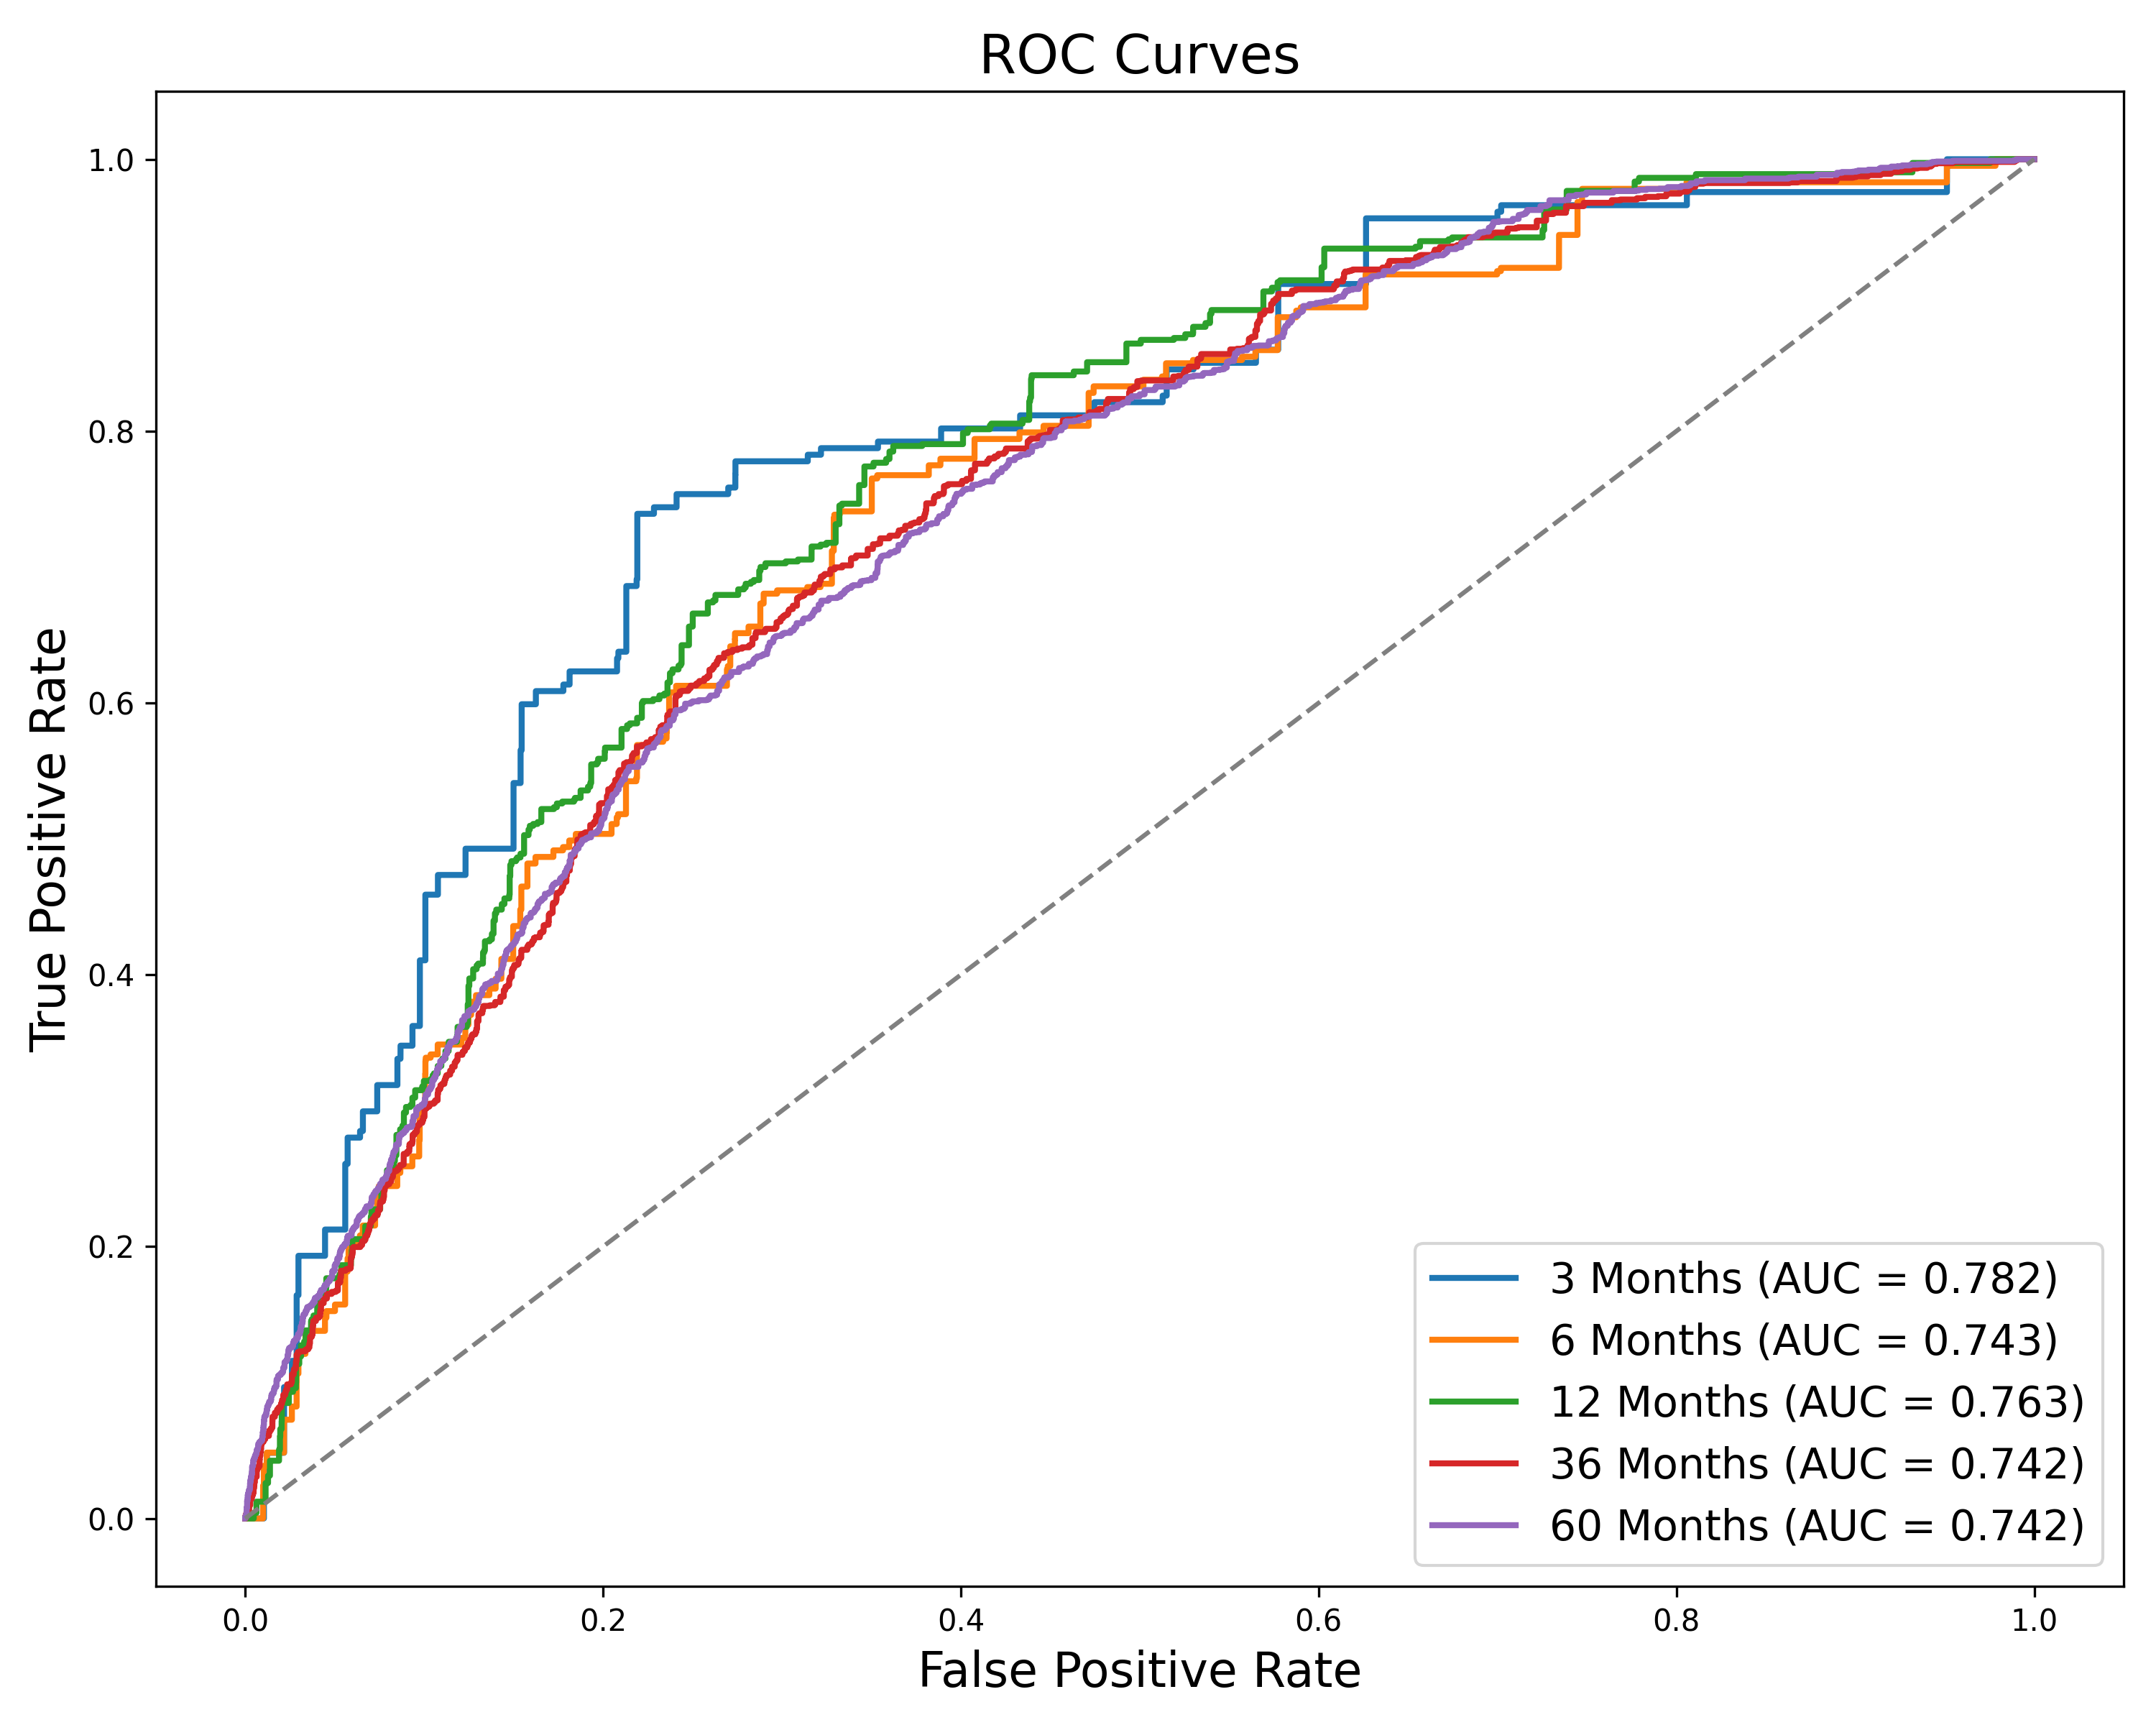 ROC Curves
True Positive Rate
1.0
0.8
0.6
0.4
0.2
0.0
0.0 0.2 0.4 0.6 0.8 1.0
False Positive Rate
3 Months (AUC = 0.782)
6 Months (AUC = 0.743)
12 Months (AUC = 0.763)
36 Months (AUC = 0.742)
60 Months (AUC = 0.742)